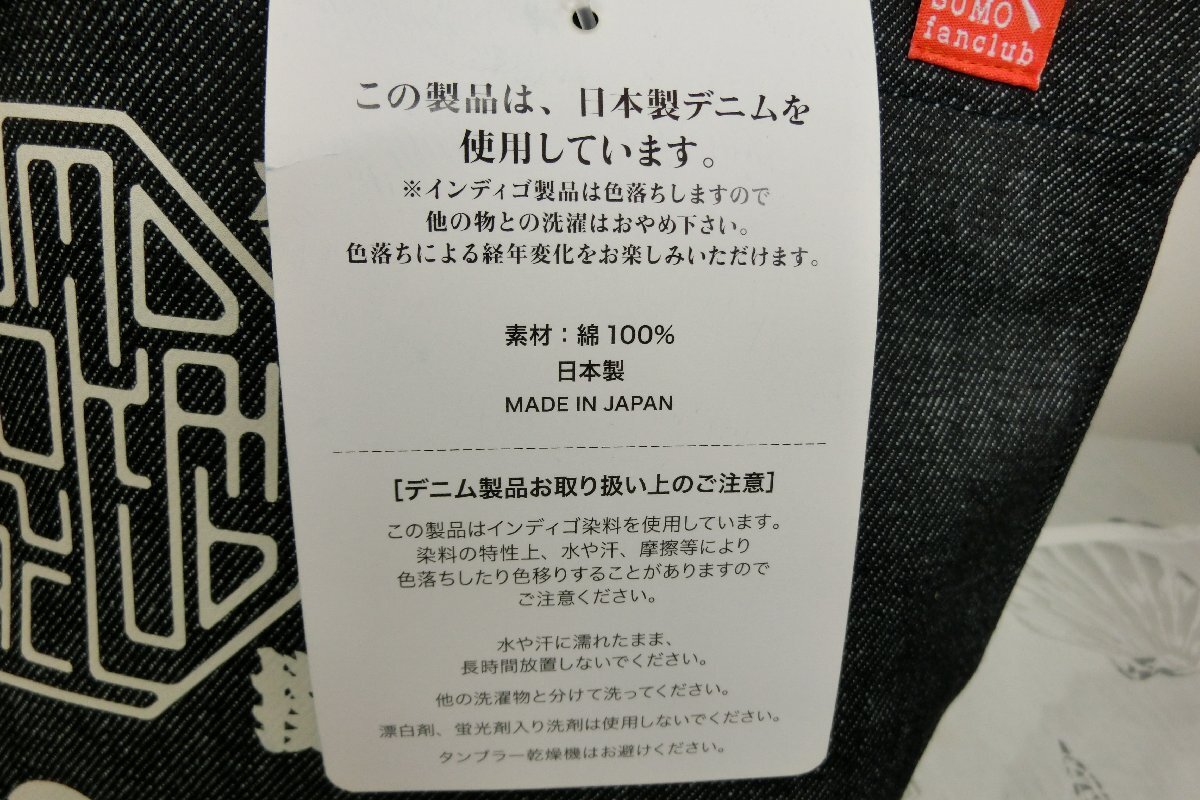 SUMO
fanclub
この製品は、日本製デニムを
使用しています。
※インディゴ製品は色落ちしますので
他の物との洗濯はおやめ下さい。
色落ちによる経年変化をお楽しみいただけます。
素材：綿100%
日本製
MADE IN JAPAN
[デニム製品お取り扱い上のご注意]
この製品はインディゴ染料を使用しています。
染料の特性上、水や汗、摩擦等により
色落ちしたり色移りすることがありますので
ご注意ください。
水や汗に濡れたまま、
長時間放置しないでください。
他の洗濯物と分けて洗ってください。
漂白剤、蛍光剤入り洗剤は使用しないでください。
タンブラー乾燥機はお避けください。